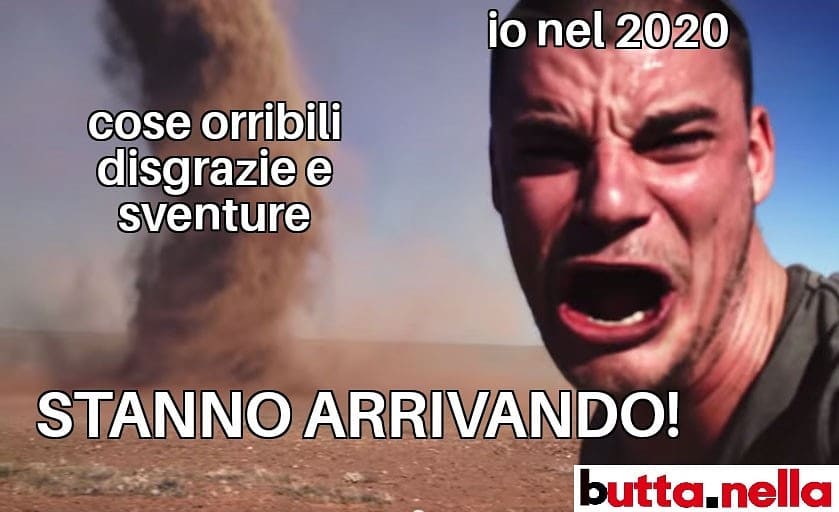 io nel 2020
cose orribili
disgrazie e
sventure
STANNO ARRIVANDO!
butta.nella